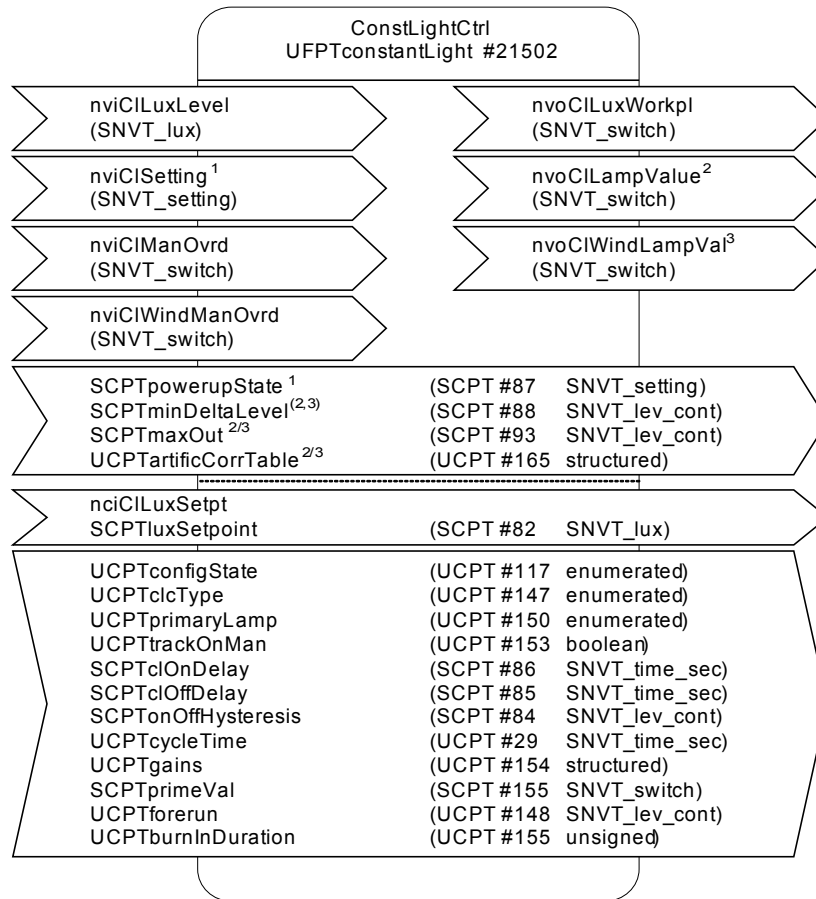 ConstLightCtrl
UFPTconstantLight #21502
nviClLuxLevel
(SNVT_lux)
nvoClLuxWorkpl
(SNVT_switch)
nviClSetting 1
(SNVT_setting)
nvoClLampValue 2
(SNVT_switch)
nviClManOvrd
(SNVT_switch)
nvoClWindLampVal 3
(SNVT_switch)
nviClWindManOvrd
(SNVT_switch)
SCPTpowerupState 1 (SCPT #87 SNVT_setting)
SCPTminDeltaLevel (2,3) (SCPT #88 SNVT_lev_cont)
SCPTmaxOut 2/3 (SCPT #93 SNVT_lev_cont)
UCPTartificCorrTable 2/3 (UCPT #165 structured)
nciClLuxSetpt
SCPTluxSetpoint (SCPT #82 SNVT_lux)
UCPTconfigState (UCPT #117 enumerated)
UCPTclcType (UCPT #147 enumerated)
UCPTprimaryLamp (UCPT #150 enumerated)
UCPTtrackOnMan (UCPT #153 boolean)
SCPTclOnDelay (SCPT #86 SNVT_time_sec)
SCPTclOffDelay (SCPT #85 SNVT_time_sec)
SCPTonOffHysteresis (SCPT #84 SNVT_lev_cont)
UCPTcycleTime (UCPT #29 SNVT_time_sec)
UCPTgains (UCPT #154 structured)
SCPTprimeVal (SCPT #155 SNVT_switch)
UCPTforerun (UCPT #148 SNVT_lev_cont)
UCPTburnInDuration (UCPT #155 unsigned)